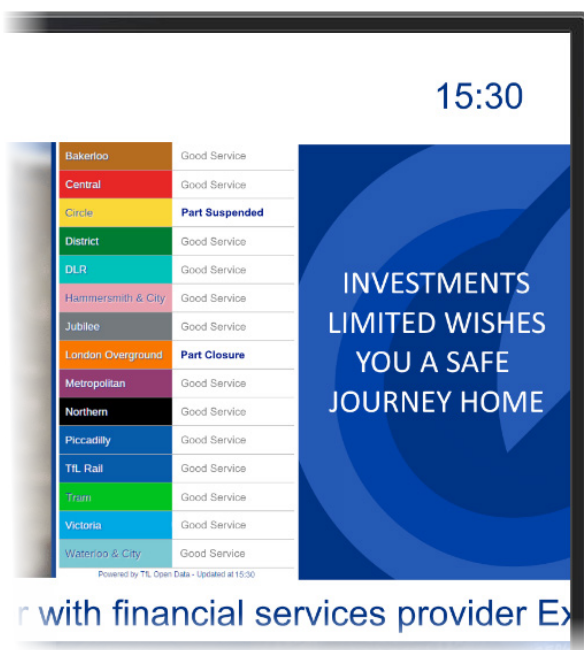 15:30
Bakerloo Good Service
Central Good Service
Circle Part Suspended
District Good Service
DLR Good Service
Hammersmith & City Good Service
Jubilee Good Service
London Overground Part Closure
Metropolitan Good Service
Northern Good Service
Piccadilly Good Service
TfL Rail Good Service
Tram Good Service
Victoria Good Service
Waterloo & City Good Service
Powered by TfL Open Data - Updated at 15:30
INVESTMENTS
LIMITED WISHES
YOU A SAFE
JOURNEY HOME
r with financial services provider Ex